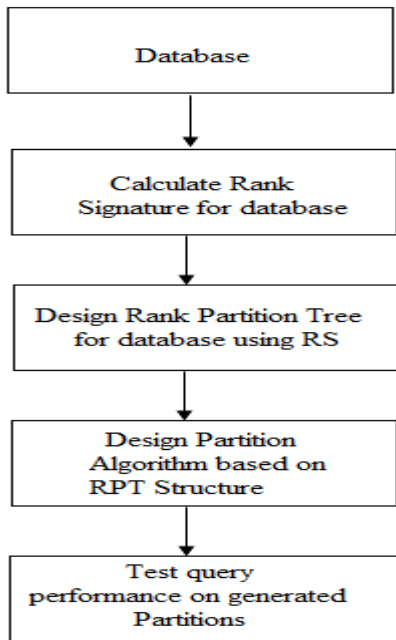 Database
Calculate Rank
Signature for database
Design Rank Partition Tree
for database using RS
Design Partition
Algorithm based on
RPT Structure
Test query
performance on generated
Partitions